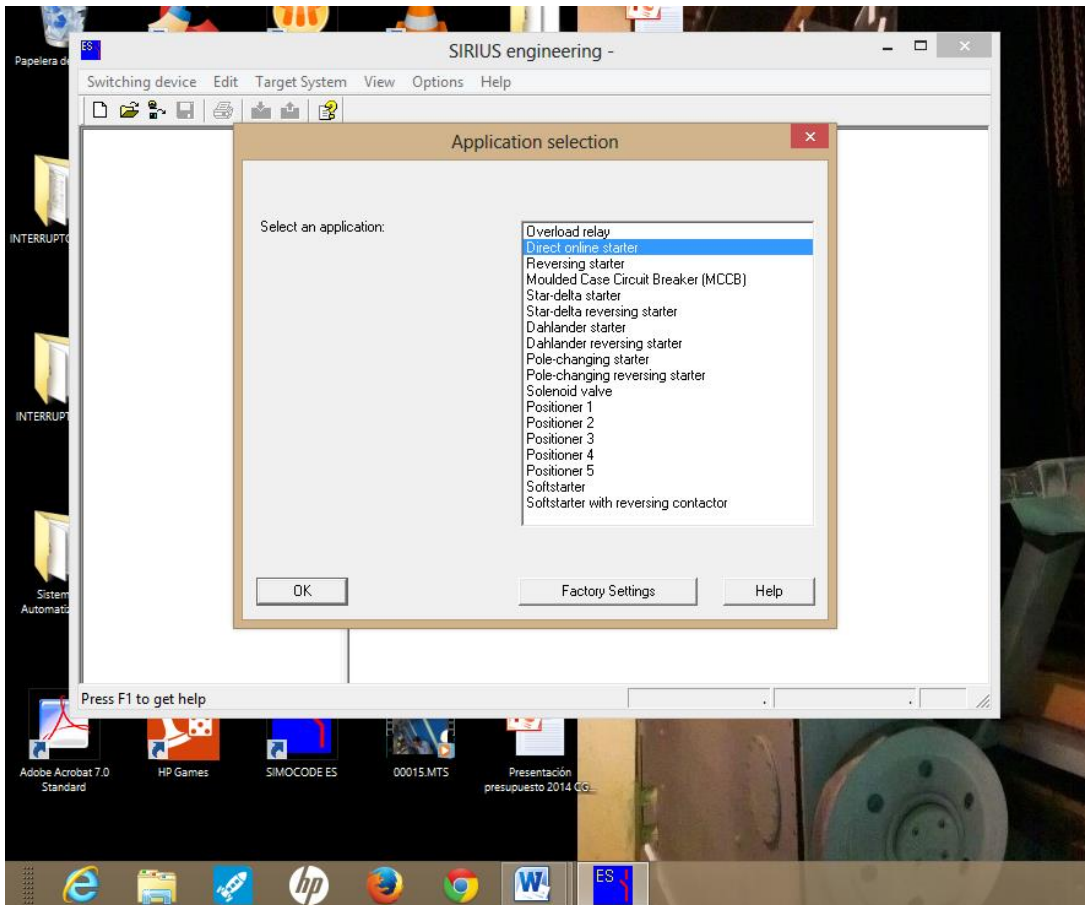 Papelera de
ES
SIRIUS engineering -
Switching device Edit Target System View Options Help
Application selection
Select an application:
Overload relay
Direct online starter
Reversing starter
Moulded Case Circuit Breaker (MCCB)
Star-delta starter
Star-delta reversing starter
Dahlander starter
Dahlander reversing starter
Pole-changing starter
Pole-changing reversing starter
Solenoid valve
Positioner 1
Positioner 2
Positioner 3
Positioner 4
Positioner 5
Softstarter
Softstarter with reversing contactor
OK
Factory Settings
Help
INTERRUPTO
INTERRUPT
Sistem
Automatiz
Press F1 to get help
Adobe Acrobat 7.0
Standard
HP Games
SIMOCODE ES
00015.MTS
Presentación
presupuesto 2014 CG...
hp
W
ES